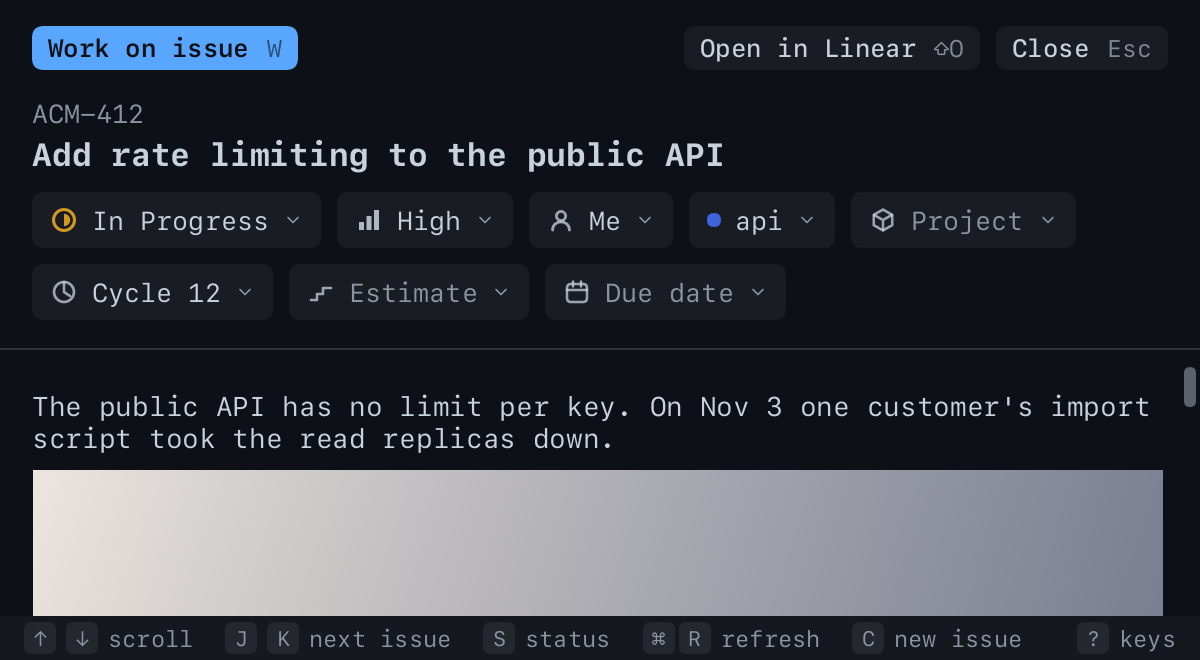 Work on issue W
Open in Linear ⇧O
Close Esc
ACM-412
Add rate limiting to the public API
In Progress
High
Me
api
Project
Cycle 12
Estimate
Due date
The public API has no limit per key. On Nov 3 one customer's import
script took the read replicas down.
↑ ↓ scroll J K next issue S status ⌘ R refresh C new issue ? keys